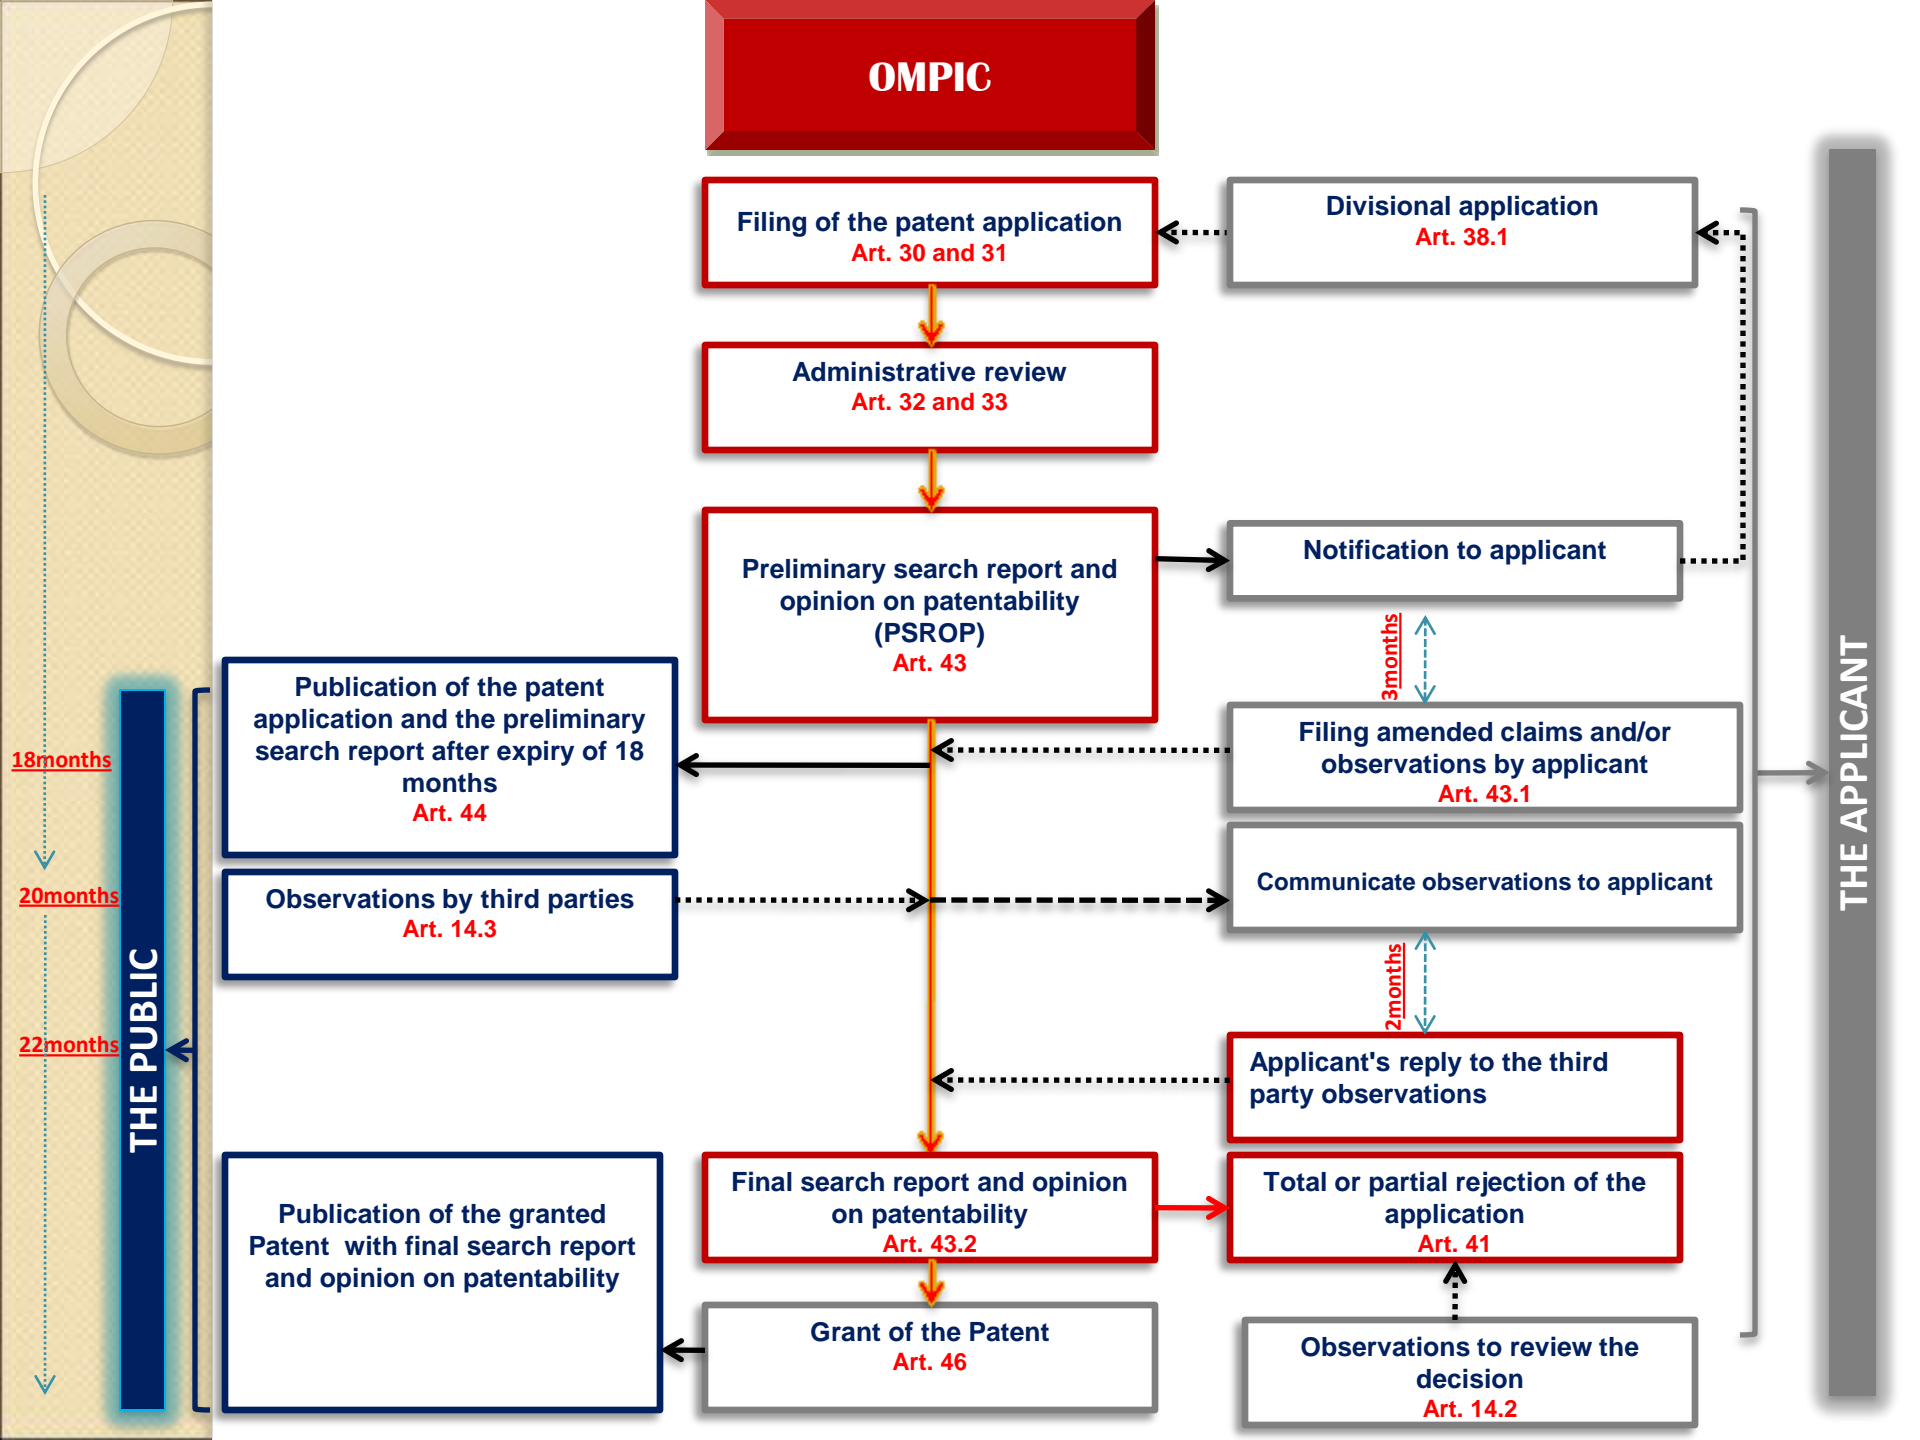 OMPIC
Filing of the patent application
Art. 30 and 31
Divisional application
Art. 38.1
Administrative review
Art. 32 and 33
Preliminary search report and
opinion on patentability
(PSROP)
Art. 43
Notification to applicant
3months
Publication of the patent
application and the preliminary
search report after expiry of 18
months
Art. 44
Filing amended claims and/or
observations by applicant
Art. 43.1
18months
20months
22months
THE PUBLIC
THE APPLICANT
Observations by third parties
Art. 14.3
Communicate observations to applicant
2months
Applicant's reply to the third
party observations
Publication of the granted
Patent  with final search report
and opinion on patentability
Final search report and opinion
on patentability
Art. 43.2
Total or partial rejection of the
application
Art. 41
Grant of the Patent
Art. 46
Observations to review the
decision
Art. 14.2